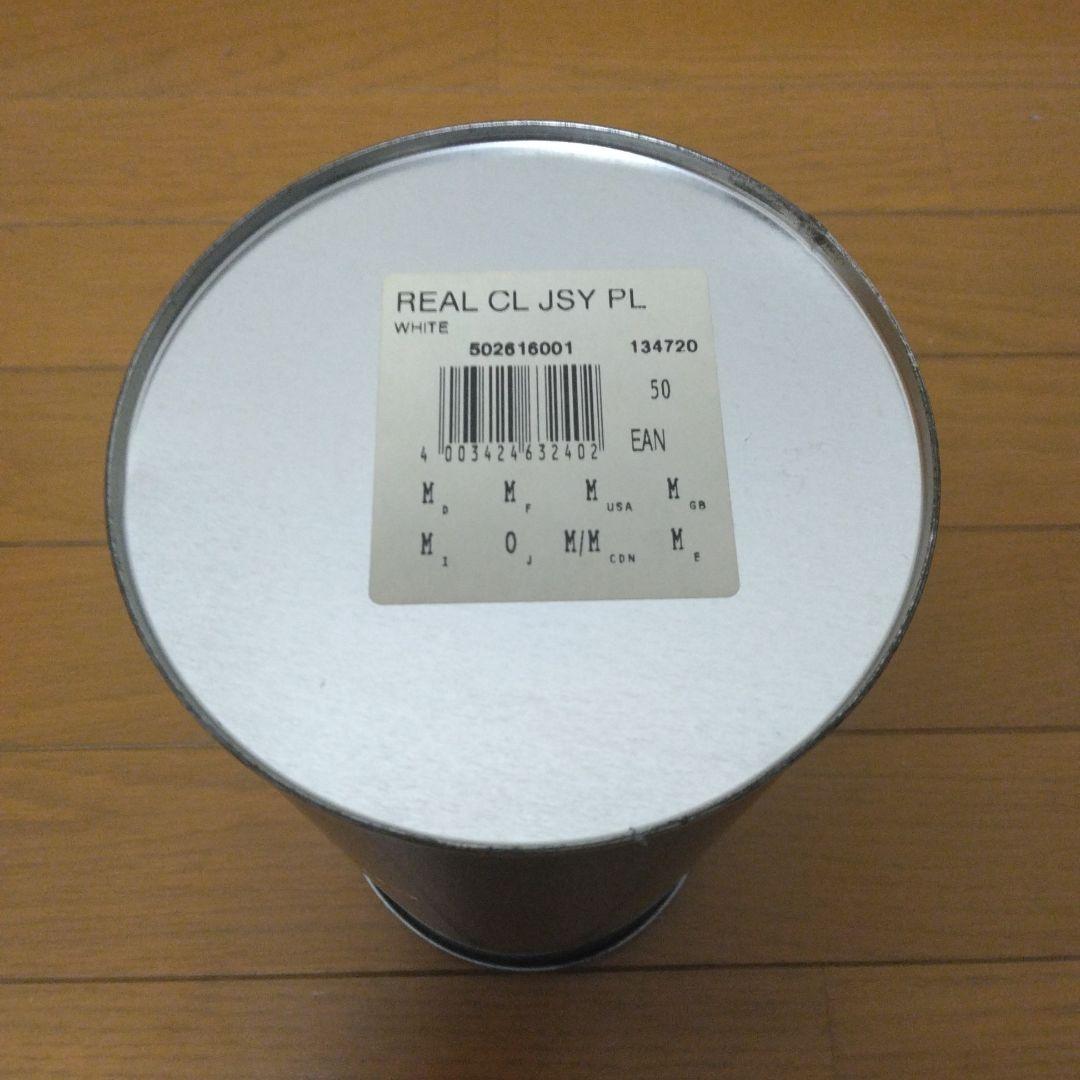 REAL CL JSY PL
WHITE
502616001 134720
50
4 003424 632402 EAN
M D M F M USA M GB
M I O J M/M CDN M E